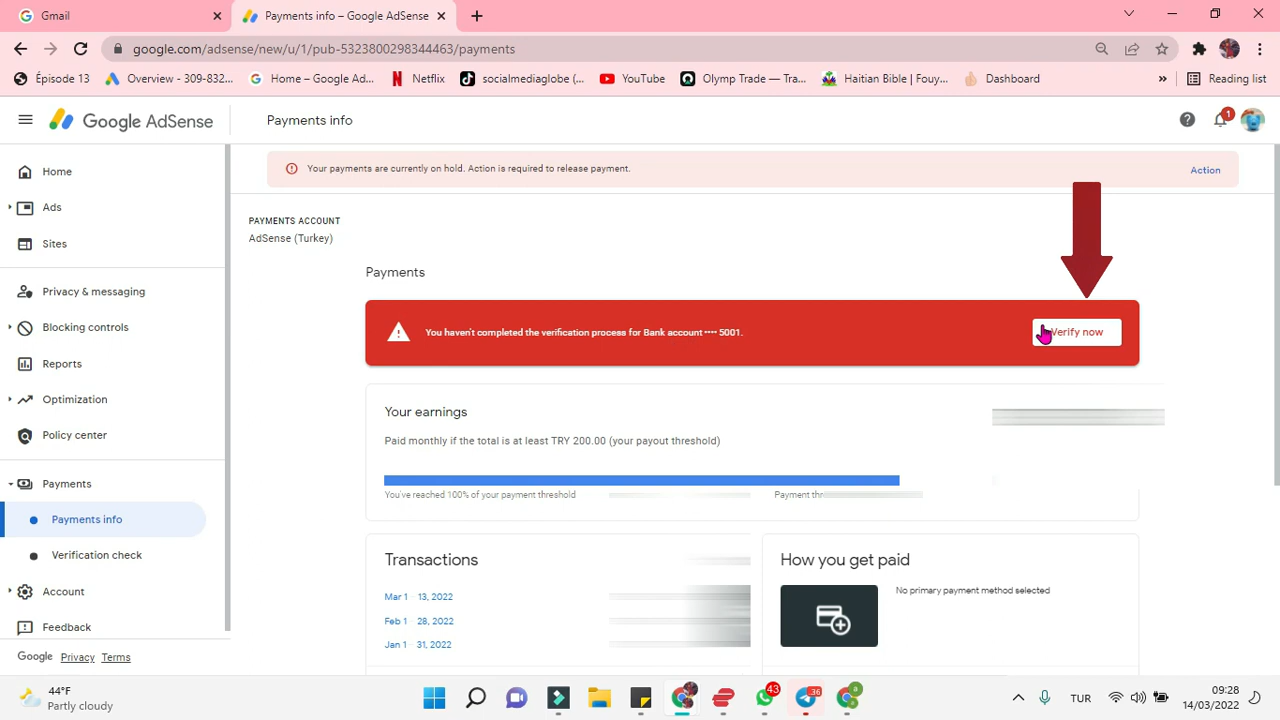 Gmail
Payments info – Google AdSense
google.com/adsense/new/u/1/pub-5323800298344463/payments
Épisode 13
Overview - 309-832...
Home – Google Ad...
Netflix
socialmediaglobe (...
YouTube
Olymp Trade — Tra...
Haitian Bible | Fouy...
Dashboard
»
Reading list
Google AdSense
Payments info
1
Your payments are currently on hold. Action is required to release payment.
Action
Home
Ads
Sites
Privacy & messaging
Blocking controls
Reports
Optimization
Policy center
Payments
Payments info
Verification check
Account
Feedback
Google Privacy Terms
PAYMENTS ACCOUNT
AdSense (Turkey)
Payments
You haven't completed the verification process for Bank account •••• 5001.
Verify now
Your earnings
Paid monthly if the total is at least TRY 200.00 (your payout threshold)
You've reached 100% of your payment threshold
Payment thr
Transactions
Mar 1 13, 2022
Feb 1 28, 2022
Jan 1 31, 2022
How you get paid
No primary payment method selected
44°F
Partly cloudy
43
36
a
TUR
09:28
14/03/2022